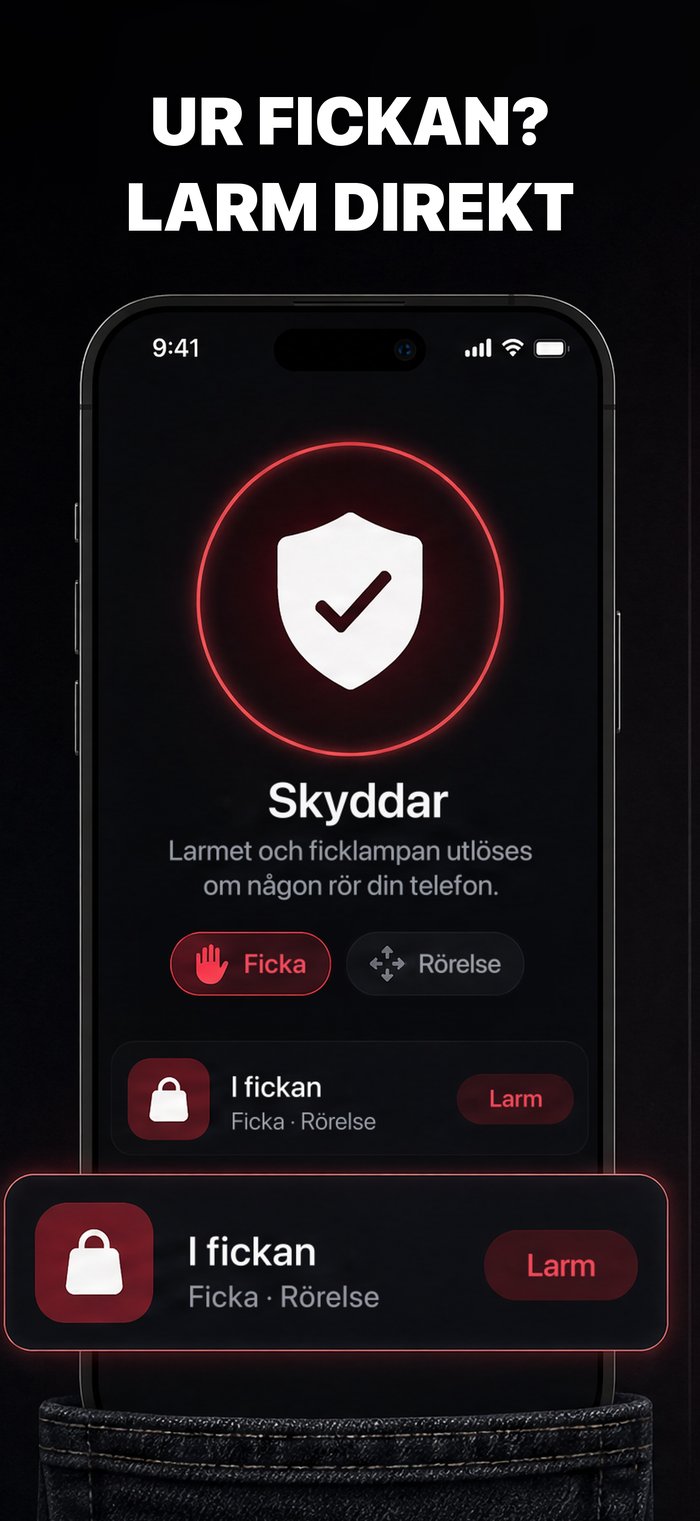 UR FICKAN?
LARM DIREKT
9:41
Skyddar
Larmet och ficklampan utlöses
om någon rör din telefon.
Ficka
Rörelse
I fickan
Ficka · Rörelse
Larm
I fickan
Ficka · Rörelse
Larm